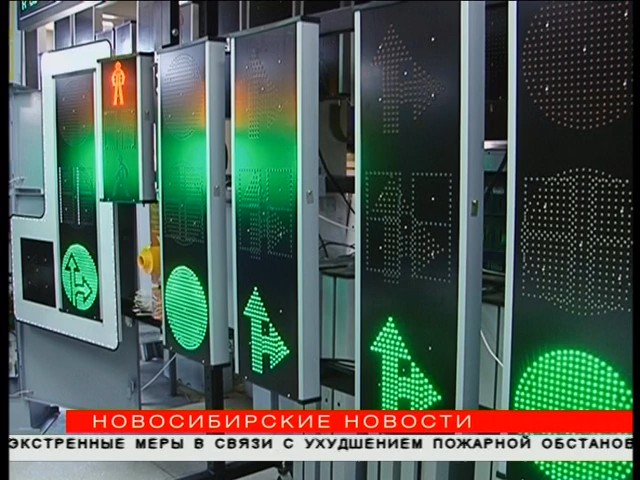 НОВОСИБИРСКИЕ НОВОСТИ
ЭКСТРЕННЫЕ МЕРЫ В СВЯЗИ С УХУДШЕНИЕМ ПОЖАРНОЙ ОБСТАНОВ